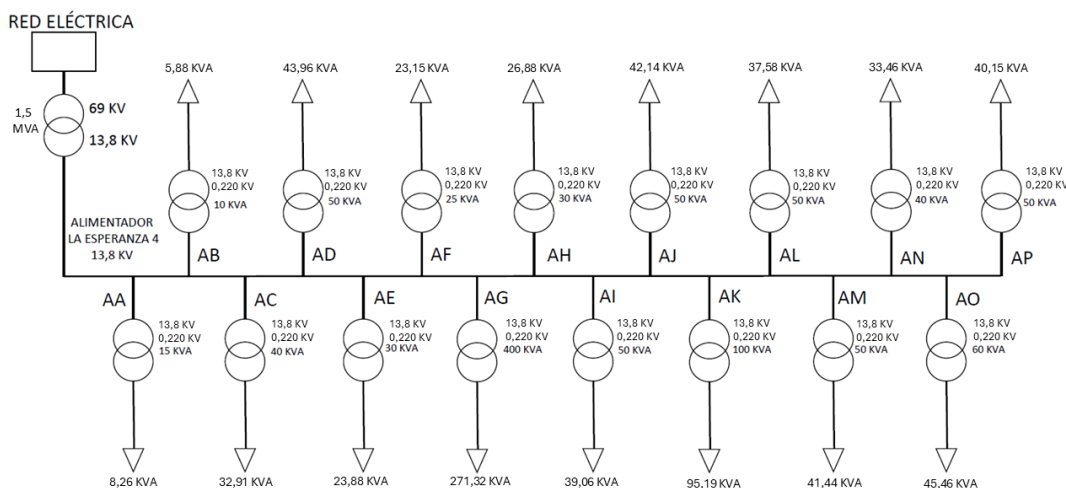 RED ELÉCTRICA
1,5
MVA
69 KV
13,8 KV
ALIMENTADOR
LA ESPERANZA 4
13,8 KV
5,88 KVA
43,96 KVA
23,15 KVA
26,88 KVA
42,14 KVA
37,58 KVA
33,46 KVA
40,15 KVA
13,8 KV
0,220 KV
10 KVA
13,8 KV
0,220 KV
50 KVA
13,8 KV
0,220 KV
25 KVA
13,8 KV
0,220 KV
30 KVA
13,8 KV
0,220 KV
50 KVA
13,8 KV
0,220 KV
50 KVA
13,8 KV
0,220 KV
40 KVA
13,8 KV
0,220 KV
50 KVA
AB
AD
AF
AH
AJ
AL
AN
AP
AA
AC
AE
AG
AI
AK
AM
AO
13,8 KV
0,220 KV
15 KVA
13,8 KV
0,220 KV
40 KVA
13,8 KV
0,220 KV
30 KVA
13,8 KV
0,220 KV
400 KVA
13,8 KV
0,220 KV
50 KVA
13,8 KV
0,220 KV
100 KVA
13,8 KV
0,220 KV
50 KVA
13,8 KV
0,220 KV
60 KVA
8,26 KVA
32,91 KVA
23,88 KVA
271,32 KVA
39,06 KVA
95,19 KVA
41,44 KVA
45,46 KVA